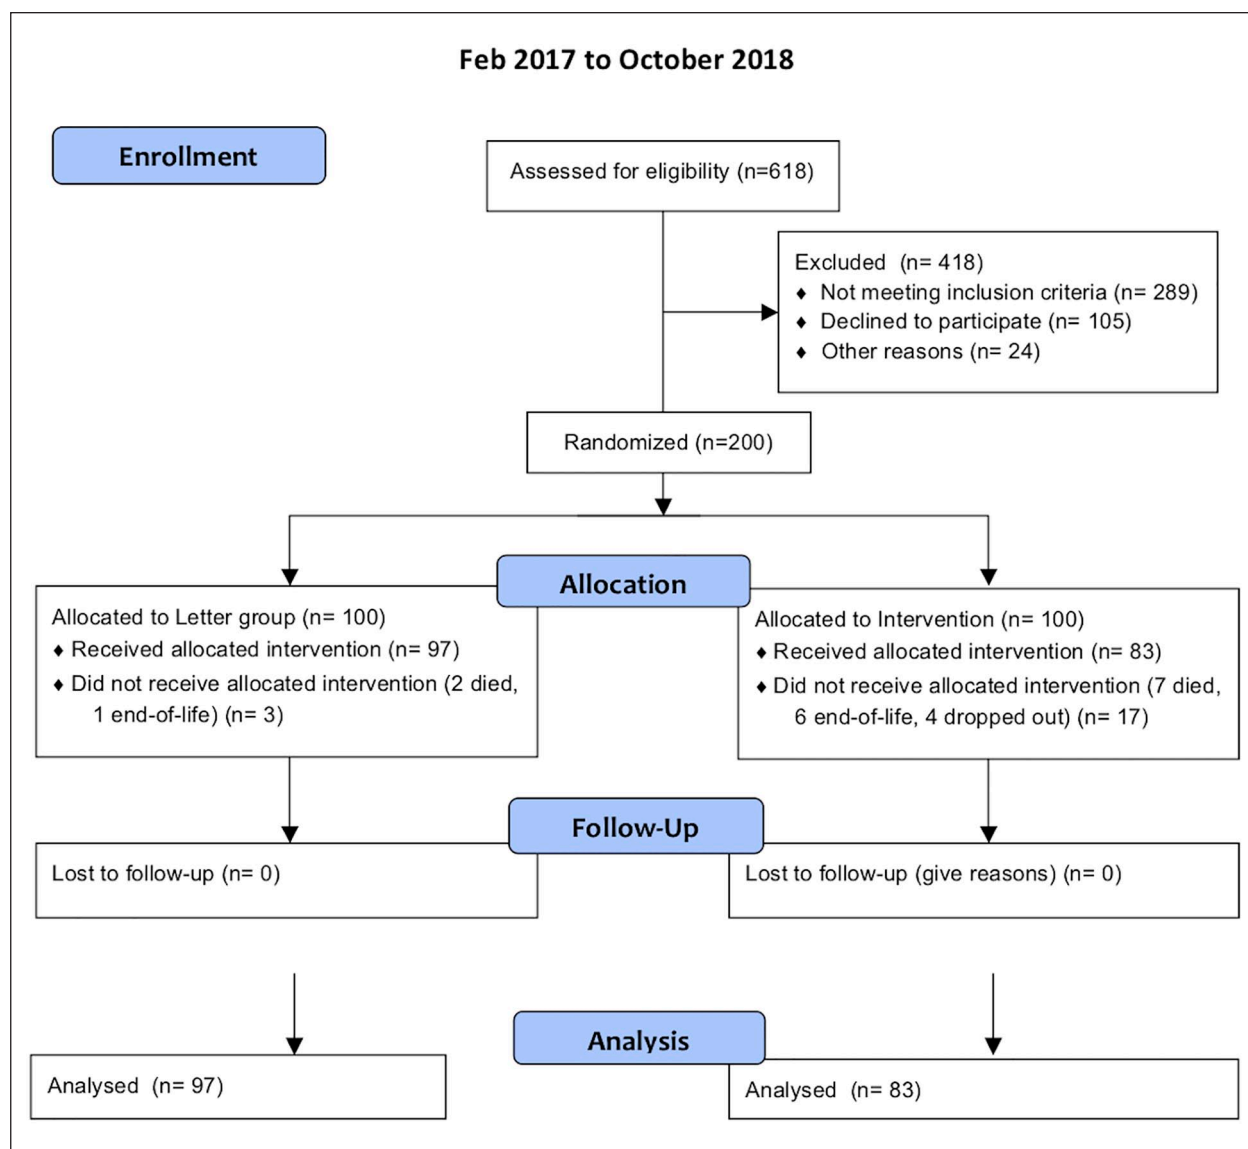 Feb 2017 to October 2018
Enrollment
Assessed for eligibility (n=618)
Excluded (n= 418)
♦ Not meeting inclusion criteria (n= 289)
♦ Declined to participate (n= 105)
♦ Other reasons (n= 24)
Randomized (n=200)
Allocation
Allocated to Letter group (n= 100)
♦ Received allocated intervention (n= 97)
♦ Did not receive allocated intervention (2 died,
1 end-of-life) (n= 3)
Allocated to Intervention (n= 100)
♦ Received allocated intervention (n= 83)
♦ Did not receive allocated intervention (7 died,
6 end-of-life, 4 dropped out) (n= 17)
Follow-Up
Lost to follow-up (n= 0)
Lost to follow-up (give reasons) (n= 0)
Analysis
Analysed (n= 97)
Analysed (n= 83)